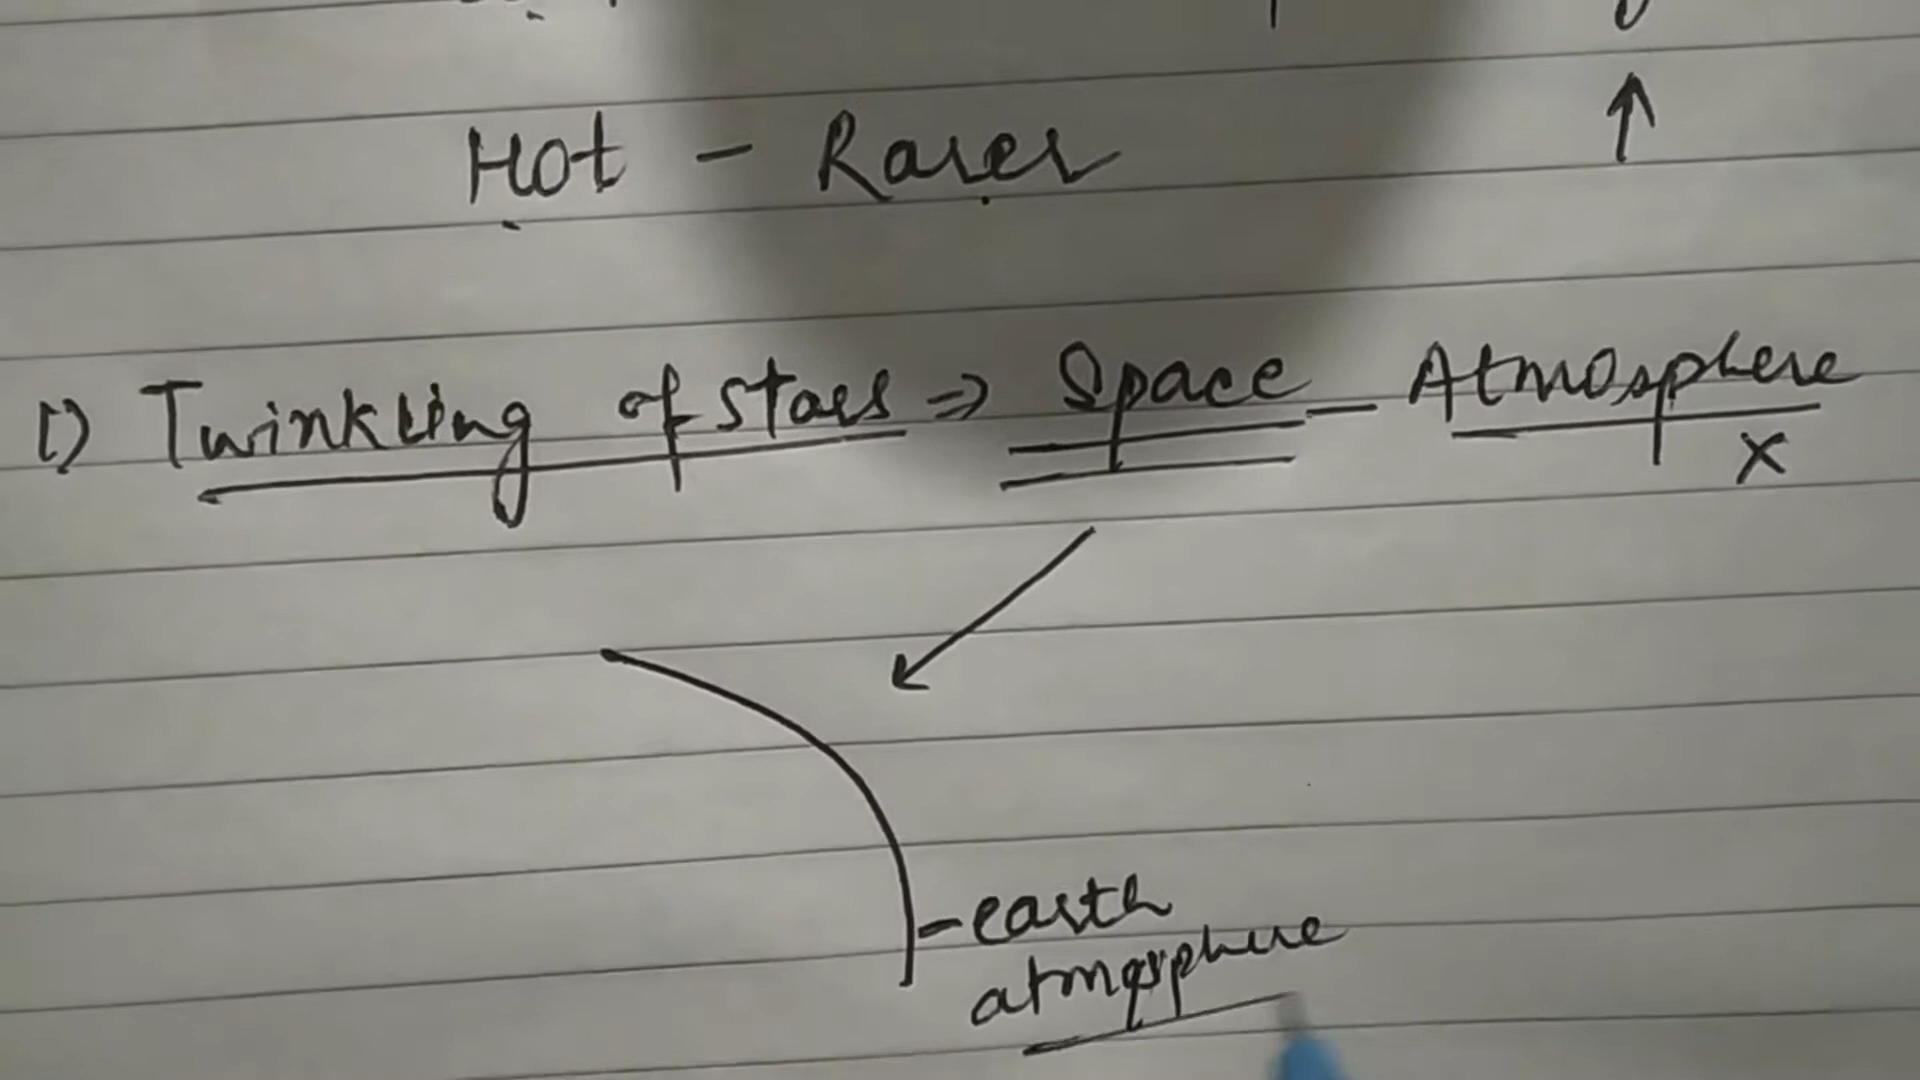 Hot - Rarer
1) Twinkling of stars ⇒ Space - Atmosphere
x
- earth
atmosphere